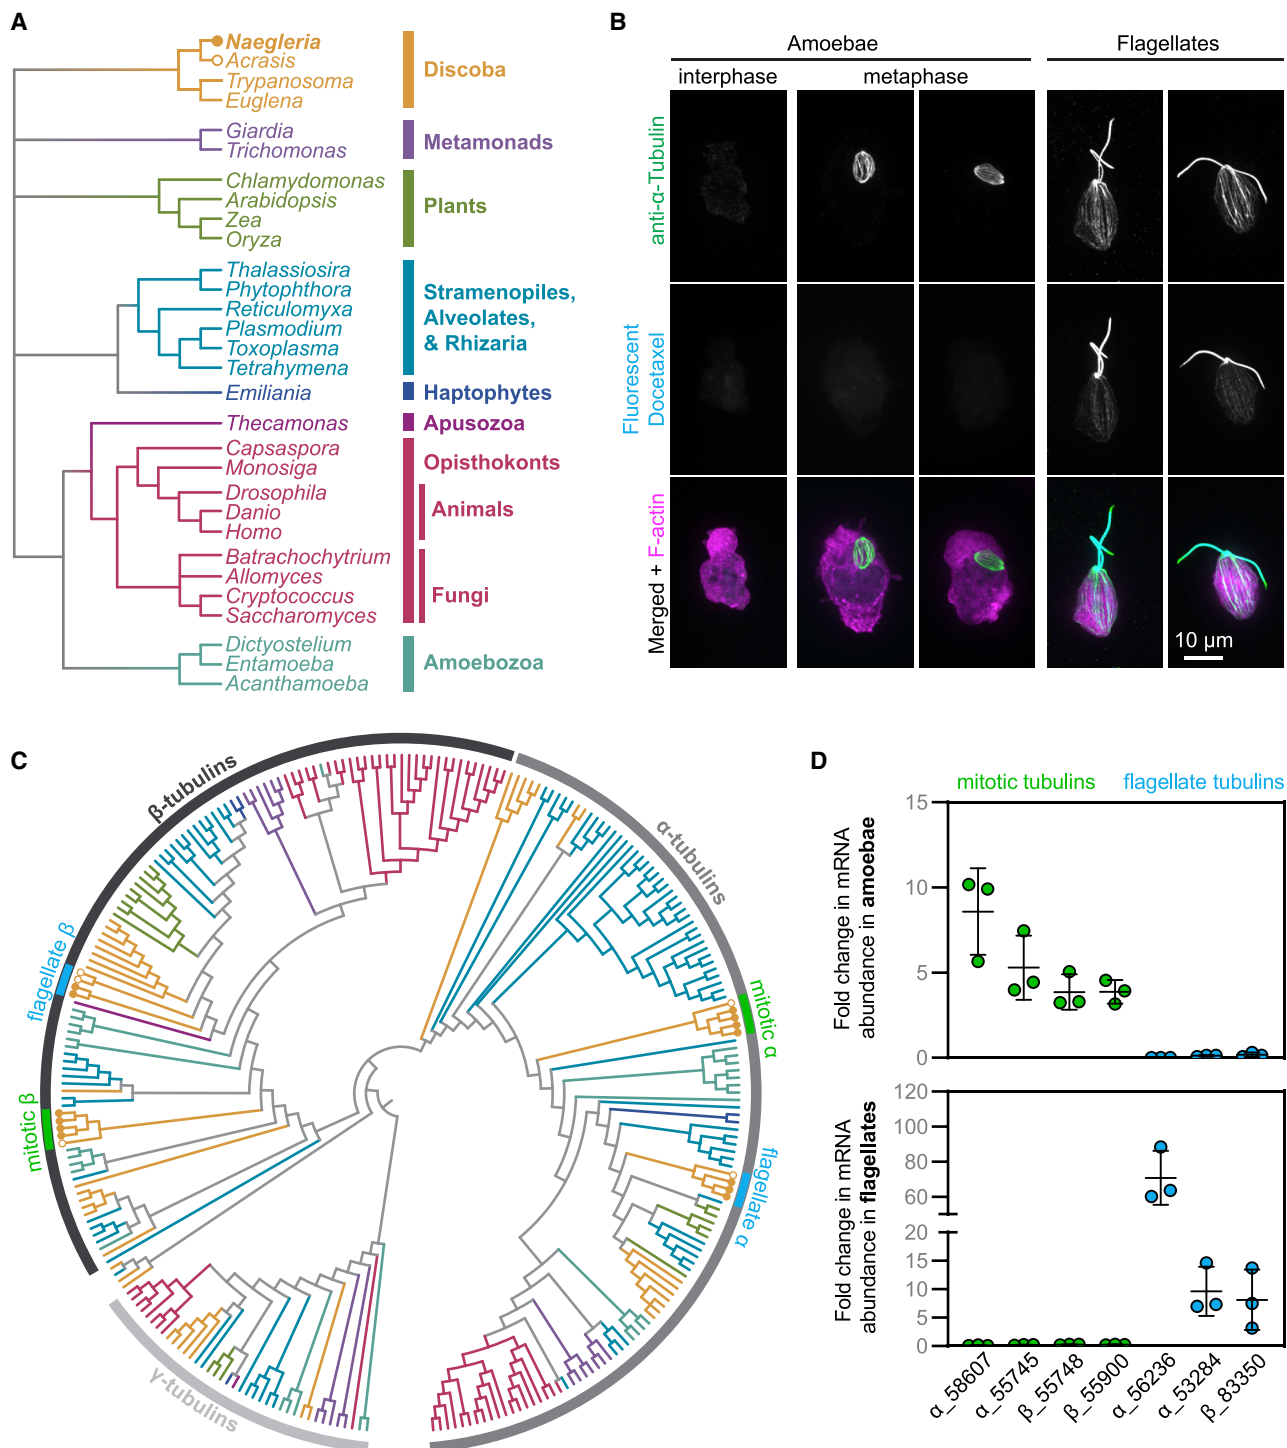 A
Naegleria
Acrasis
Trypanosoma
Euglena
Discoba
Giardia
Trichomonas
Metamonads
Chlamydomonas
Arabidopsis
Zea
Oryza
Plants
Thalassiosira
Phytophthora
Reticulomyxa
Plasmodium
Toxoplasma
Tetrahymena
Stramenopiles,
Alveolates,
& Rhizaria
Emiliania
Haptophytes
Thecamonas
Apusozoa
Capsaspora
Monosiga
Opisthokonts
Drosophila
Danio
Homo
Animals
Batrachochytrium
Allomyces
Cryptococcus
Saccharomyces
Fungi
Dictyostelium
Entamoeba
Acanthamoeba
Amoebozoa
B
Amoebae
Flagellates
interphase
metaphase
anti-α-Tubulin
Fluorescent
Docetaxel
Merged + F-actin
10 µm
C
β-tubulins
α-tubulins
flagellate β
mitotic β
mitotic α
flagellate α
γ-tubulins
D
mitotic tubulins
flagellate tubulins
Fold change in mRNA
abundance in amoebae
15
10
5
0
Fold change in mRNA
abundance in flagellates
120
100
80
60
20
15
10
5
0
α_58607
α_55745
β_55748
β_55900
α_56236
α_53284
β_83350